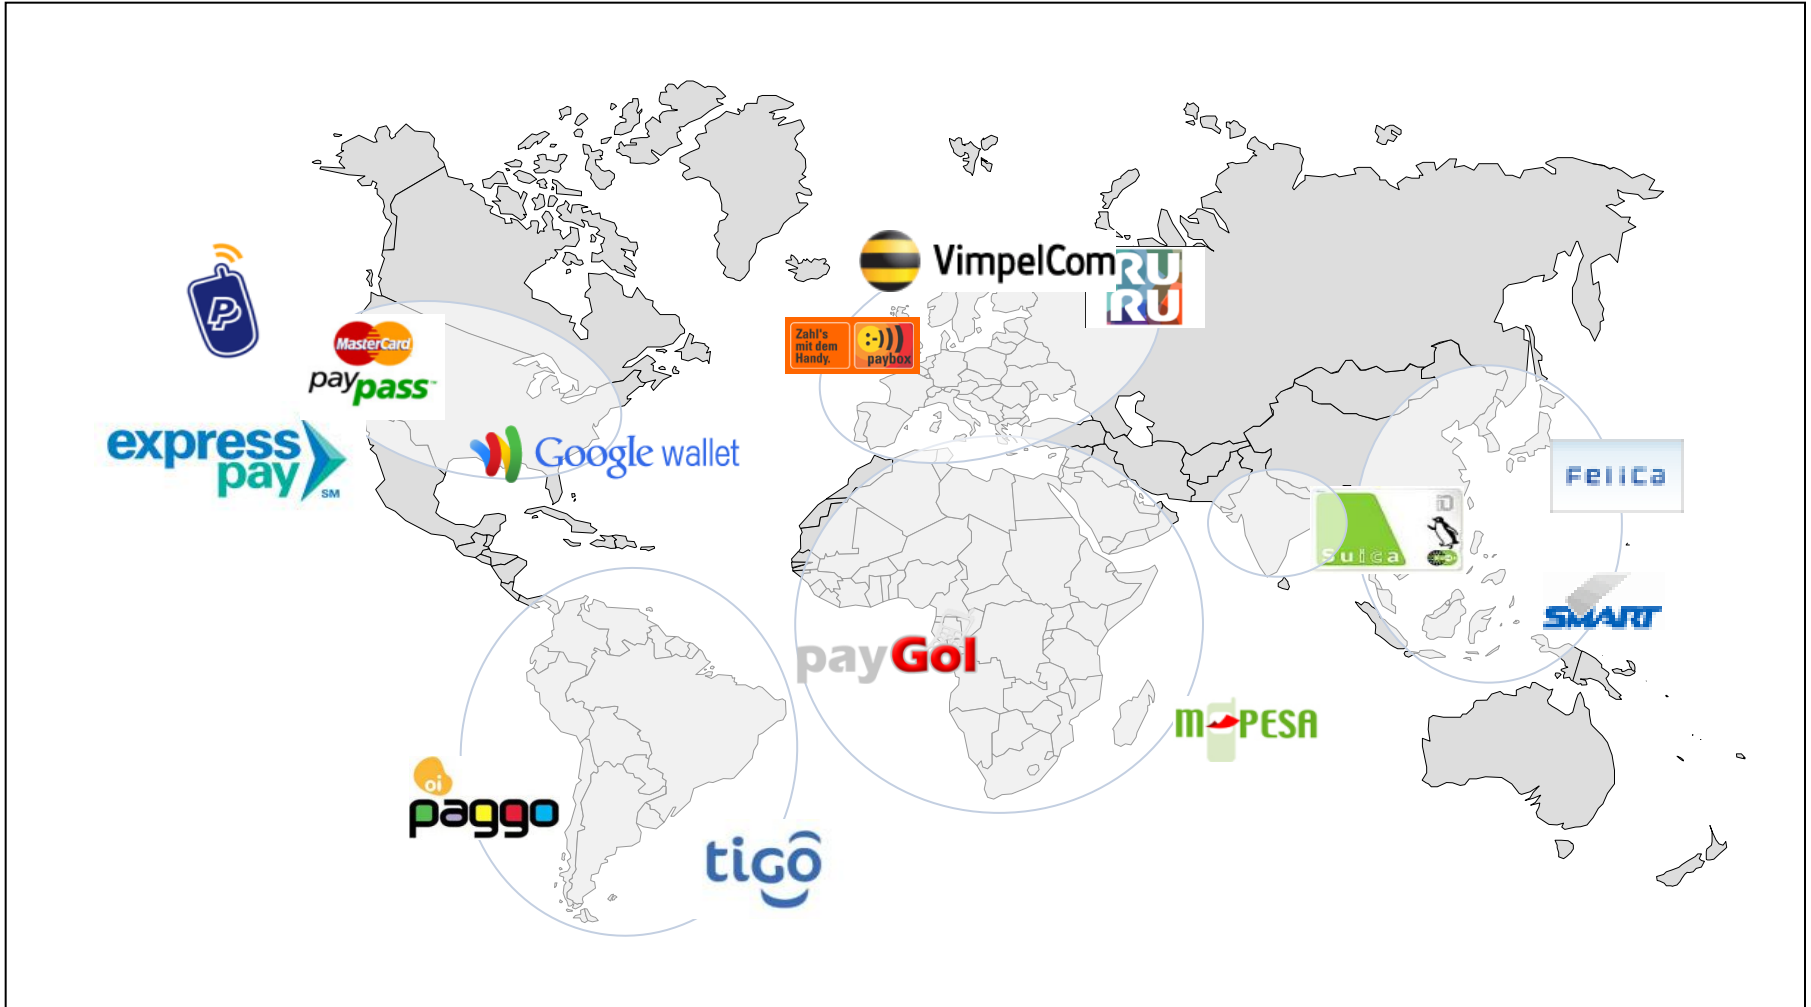 VimpelCom
RU
RU
P
MasterCard
paypass™
Zahl's
mit dem
Handy.
paybox
express
pay
SM
Google wallet
FeliCa
Suica
SMART
payGol
M-PESA
oi
paggo
tigo